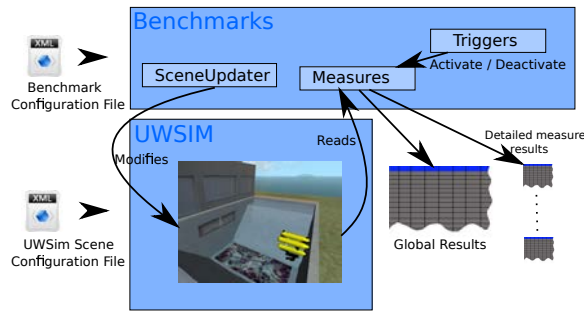 Benchmarks
XML
Benchmark
Configuration File
SceneUpdater
Measures
Triggers
Activate / Deactivate
UWSIM
Modifies
Reads
Detailed measure
results
XML
UWSim Scene
Configuration File
Global Results